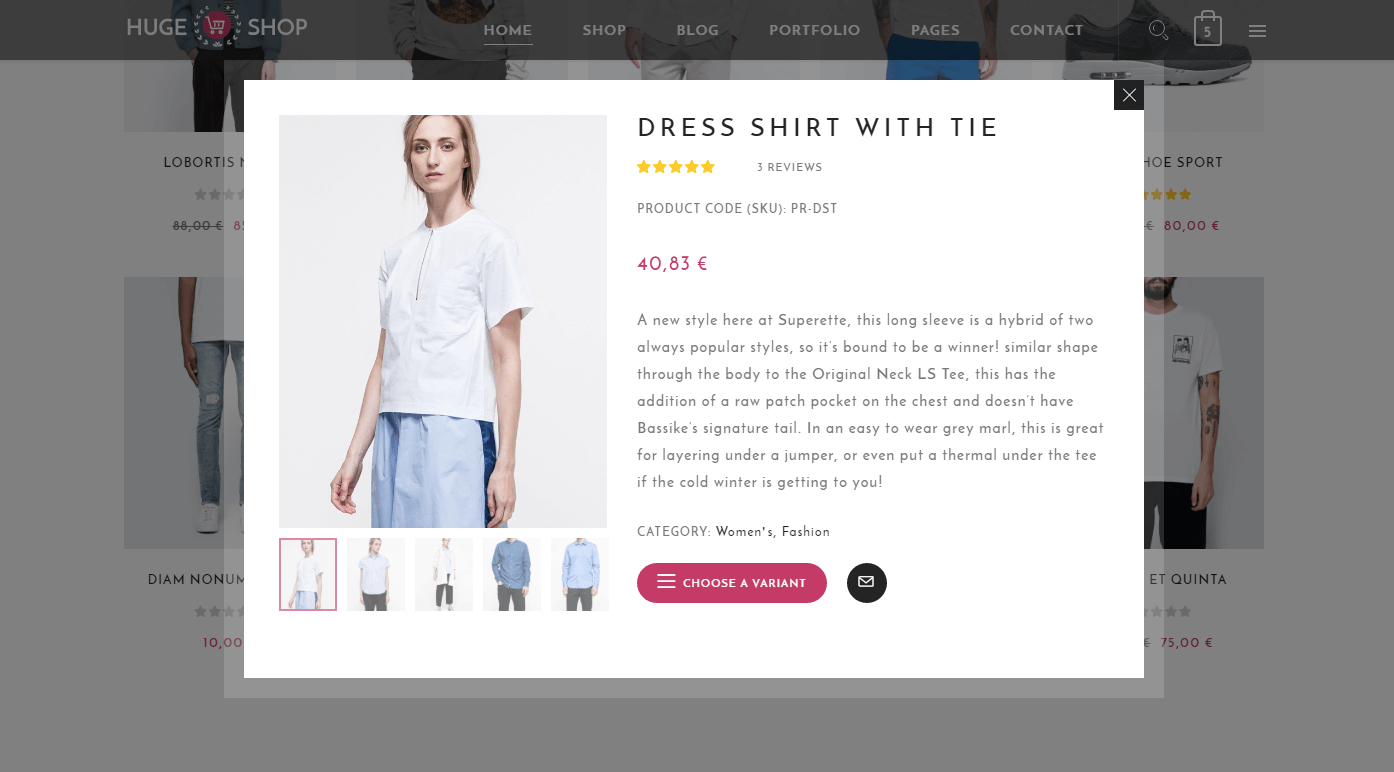 HUGE SHOP
HOME SHOP BLOG PORTFOLIO PAGES CONTACT
5
DRESS SHIRT WITH TIE
3 REVIEWS
PRODUCT CODE (SKU): PR-DST
40,83 €
A new style here at Superette, this long sleeve is a hybrid of two
always popular styles, so it's bound to be a winner! similar shape
through the body to the Original Neck LS Tee, this has the
addition of a raw patch pocket on the chest and doesn't have
Bassike's signature tail. In an easy to wear grey marl, this is great
for layering under a jumper, or even put a thermal under the tee
if the cold winter is getting to you!
CATEGORY: Women's, Fashion
CHOOSE A VARIANT
LOBORTIS
88,00 €
SPORT
€ 80,00 €
DIAM
10,00
ET QUINTA
€ 75,00 €